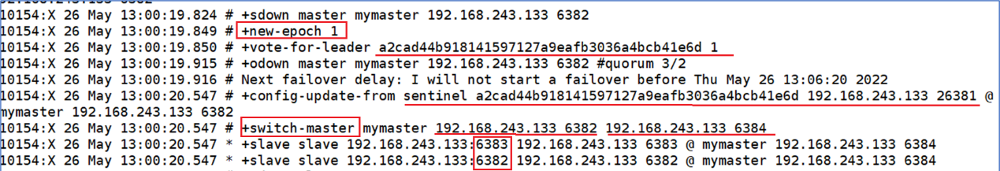 10154:X 26 May 13:00:19.824 # +sdown master mymaster 192.168.243.133 6382
10154:X 26 May 13:00:19.849 # +new-epoch 1
10154:X 26 May 13:00:19.850 # +vote-for-leader a2cad44b918141597127a9eafb3036a4bcb41e6d 1
10154:X 26 May 13:00:19.915 # +odown master mymaster 192.168.243.133 6382 #quorum 3/2
10154:X 26 May 13:00:19.916 # Next failover delay: I will not start a failover before Thu May 26 13:06:20 2022
10154:X 26 May 13:00:20.547 # +config-update-from sentinel a2cad44b918141597127a9eafb3036a4bcb41e6d 192.168.243.133 26381 @
mymaster 192.168.243.133 6382
10154:X 26 May 13:00:20.547 # +switch-master mymaster 192.168.243.133 6382 192.168.243.133 6384
10154:X 26 May 13:00:20.547 * +slave slave 192.168.243.133:6383 192.168.243.133 6383 @ mymaster 192.168.243.133 6384
10154:X 26 May 13:00:20.547 * +slave slave 192.168.243.133:6382 192.168.243.133 6382 @ mymaster 192.168.243.133 6384